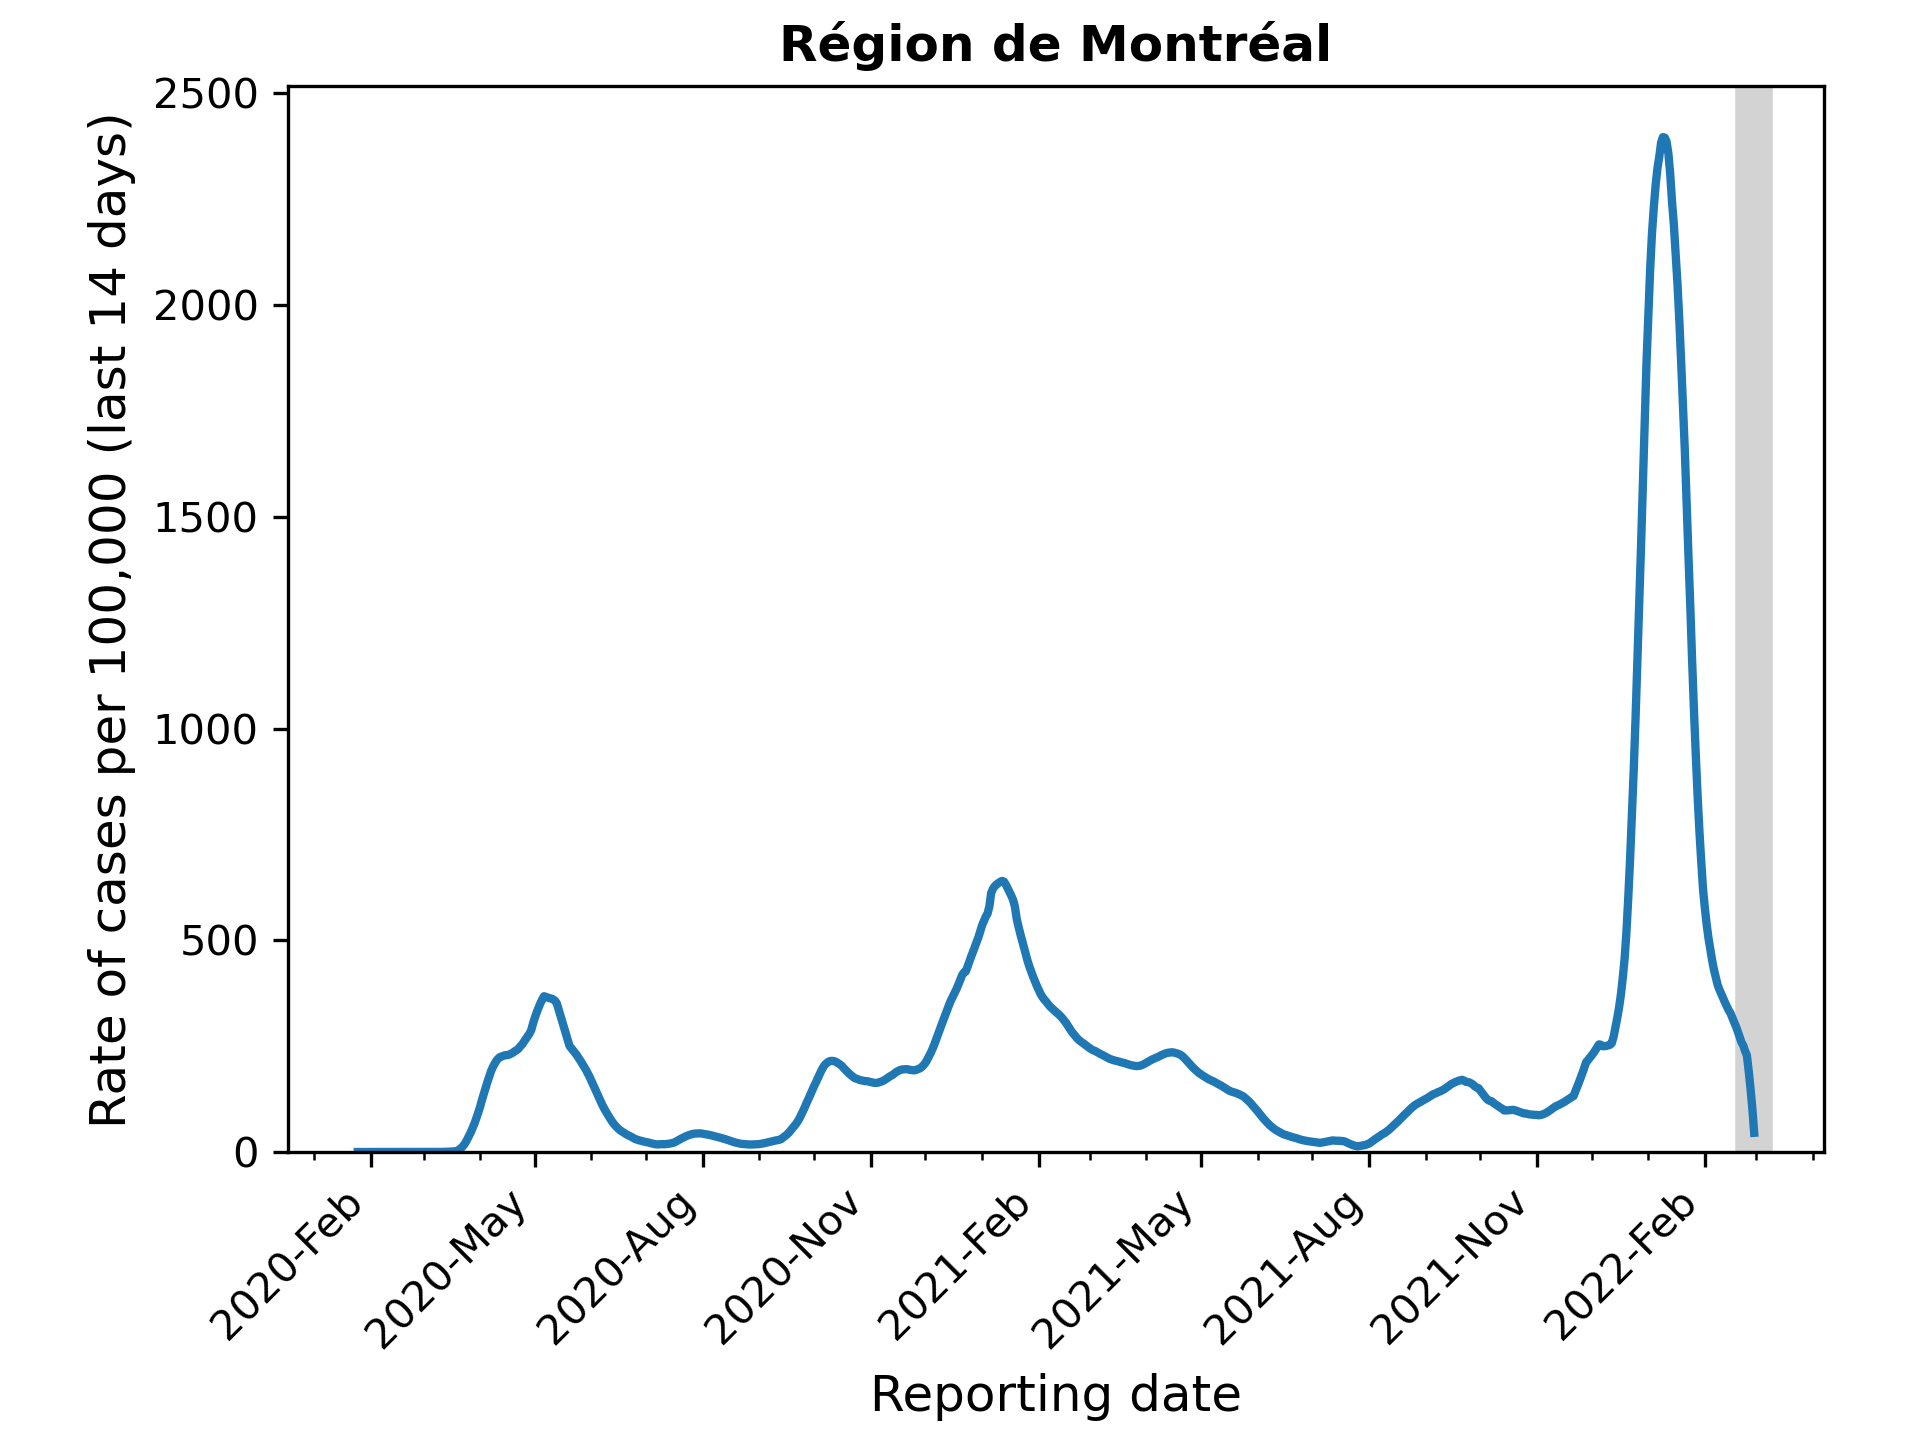 Région de Montréal
Rate of cases per 100,000 (last 14 days)
2500
2000
1500
1000
500
0
2020-Feb
2020-May
2020-Aug
2020-Nov
2021-Feb
2021-May
2021-Aug
2021-Nov
2022-Feb
Reporting date